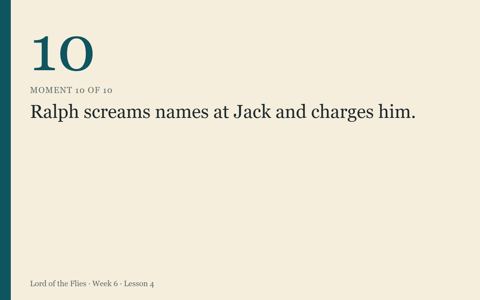 10
MOMENT 10 OF 10
Ralph screams names at Jack and charges him.
Lord of the Flies · Week 6 · Lesson 4